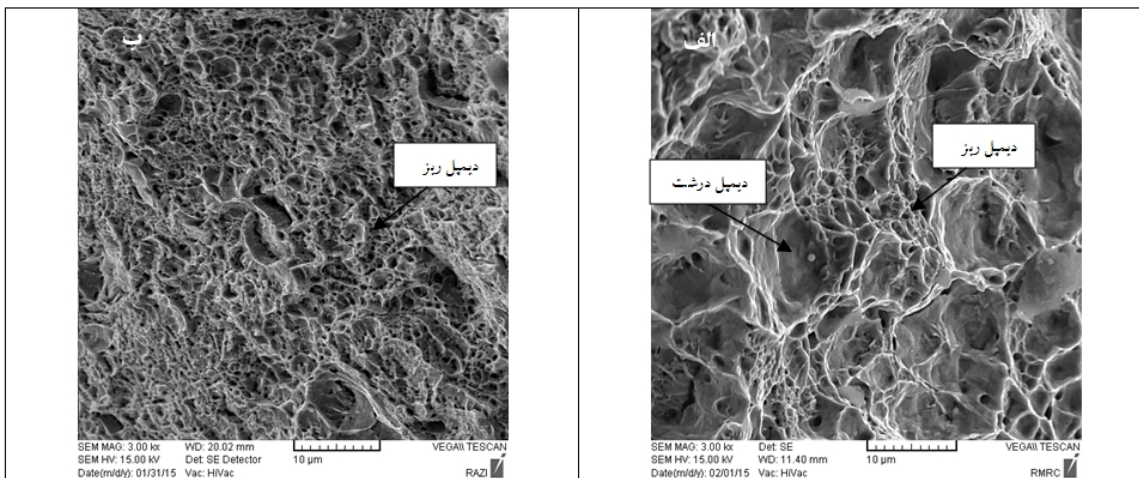 الف
دیمپل ریز
دیمپل درشت
SEM MAG: 3.00 kx Det: SE
SEM HV: 15.00 kV WD: 11.40 mm 10 µm
Date(m/d/y): 02/01/15 Vac: HiVac
VEGA\\ TESCAN
RMRC
ب
دیمپل ریز
SEM MAG: 3.00 kx WD: 20.02 mm
SEM HV: 15.00 kV Det: SE Detector 10 µm
Date(m/d/y): 01/31/15 Vac: HiVac
VEGA\\ TESCAN
RAZI